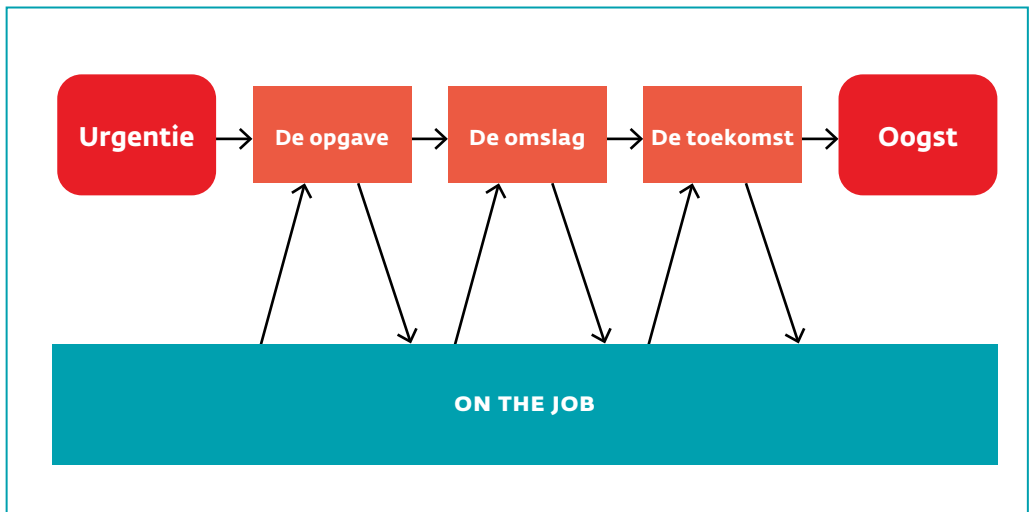 Urgentie
De opgave
De omslag
De toekomst
Oogst
ON THE JOB